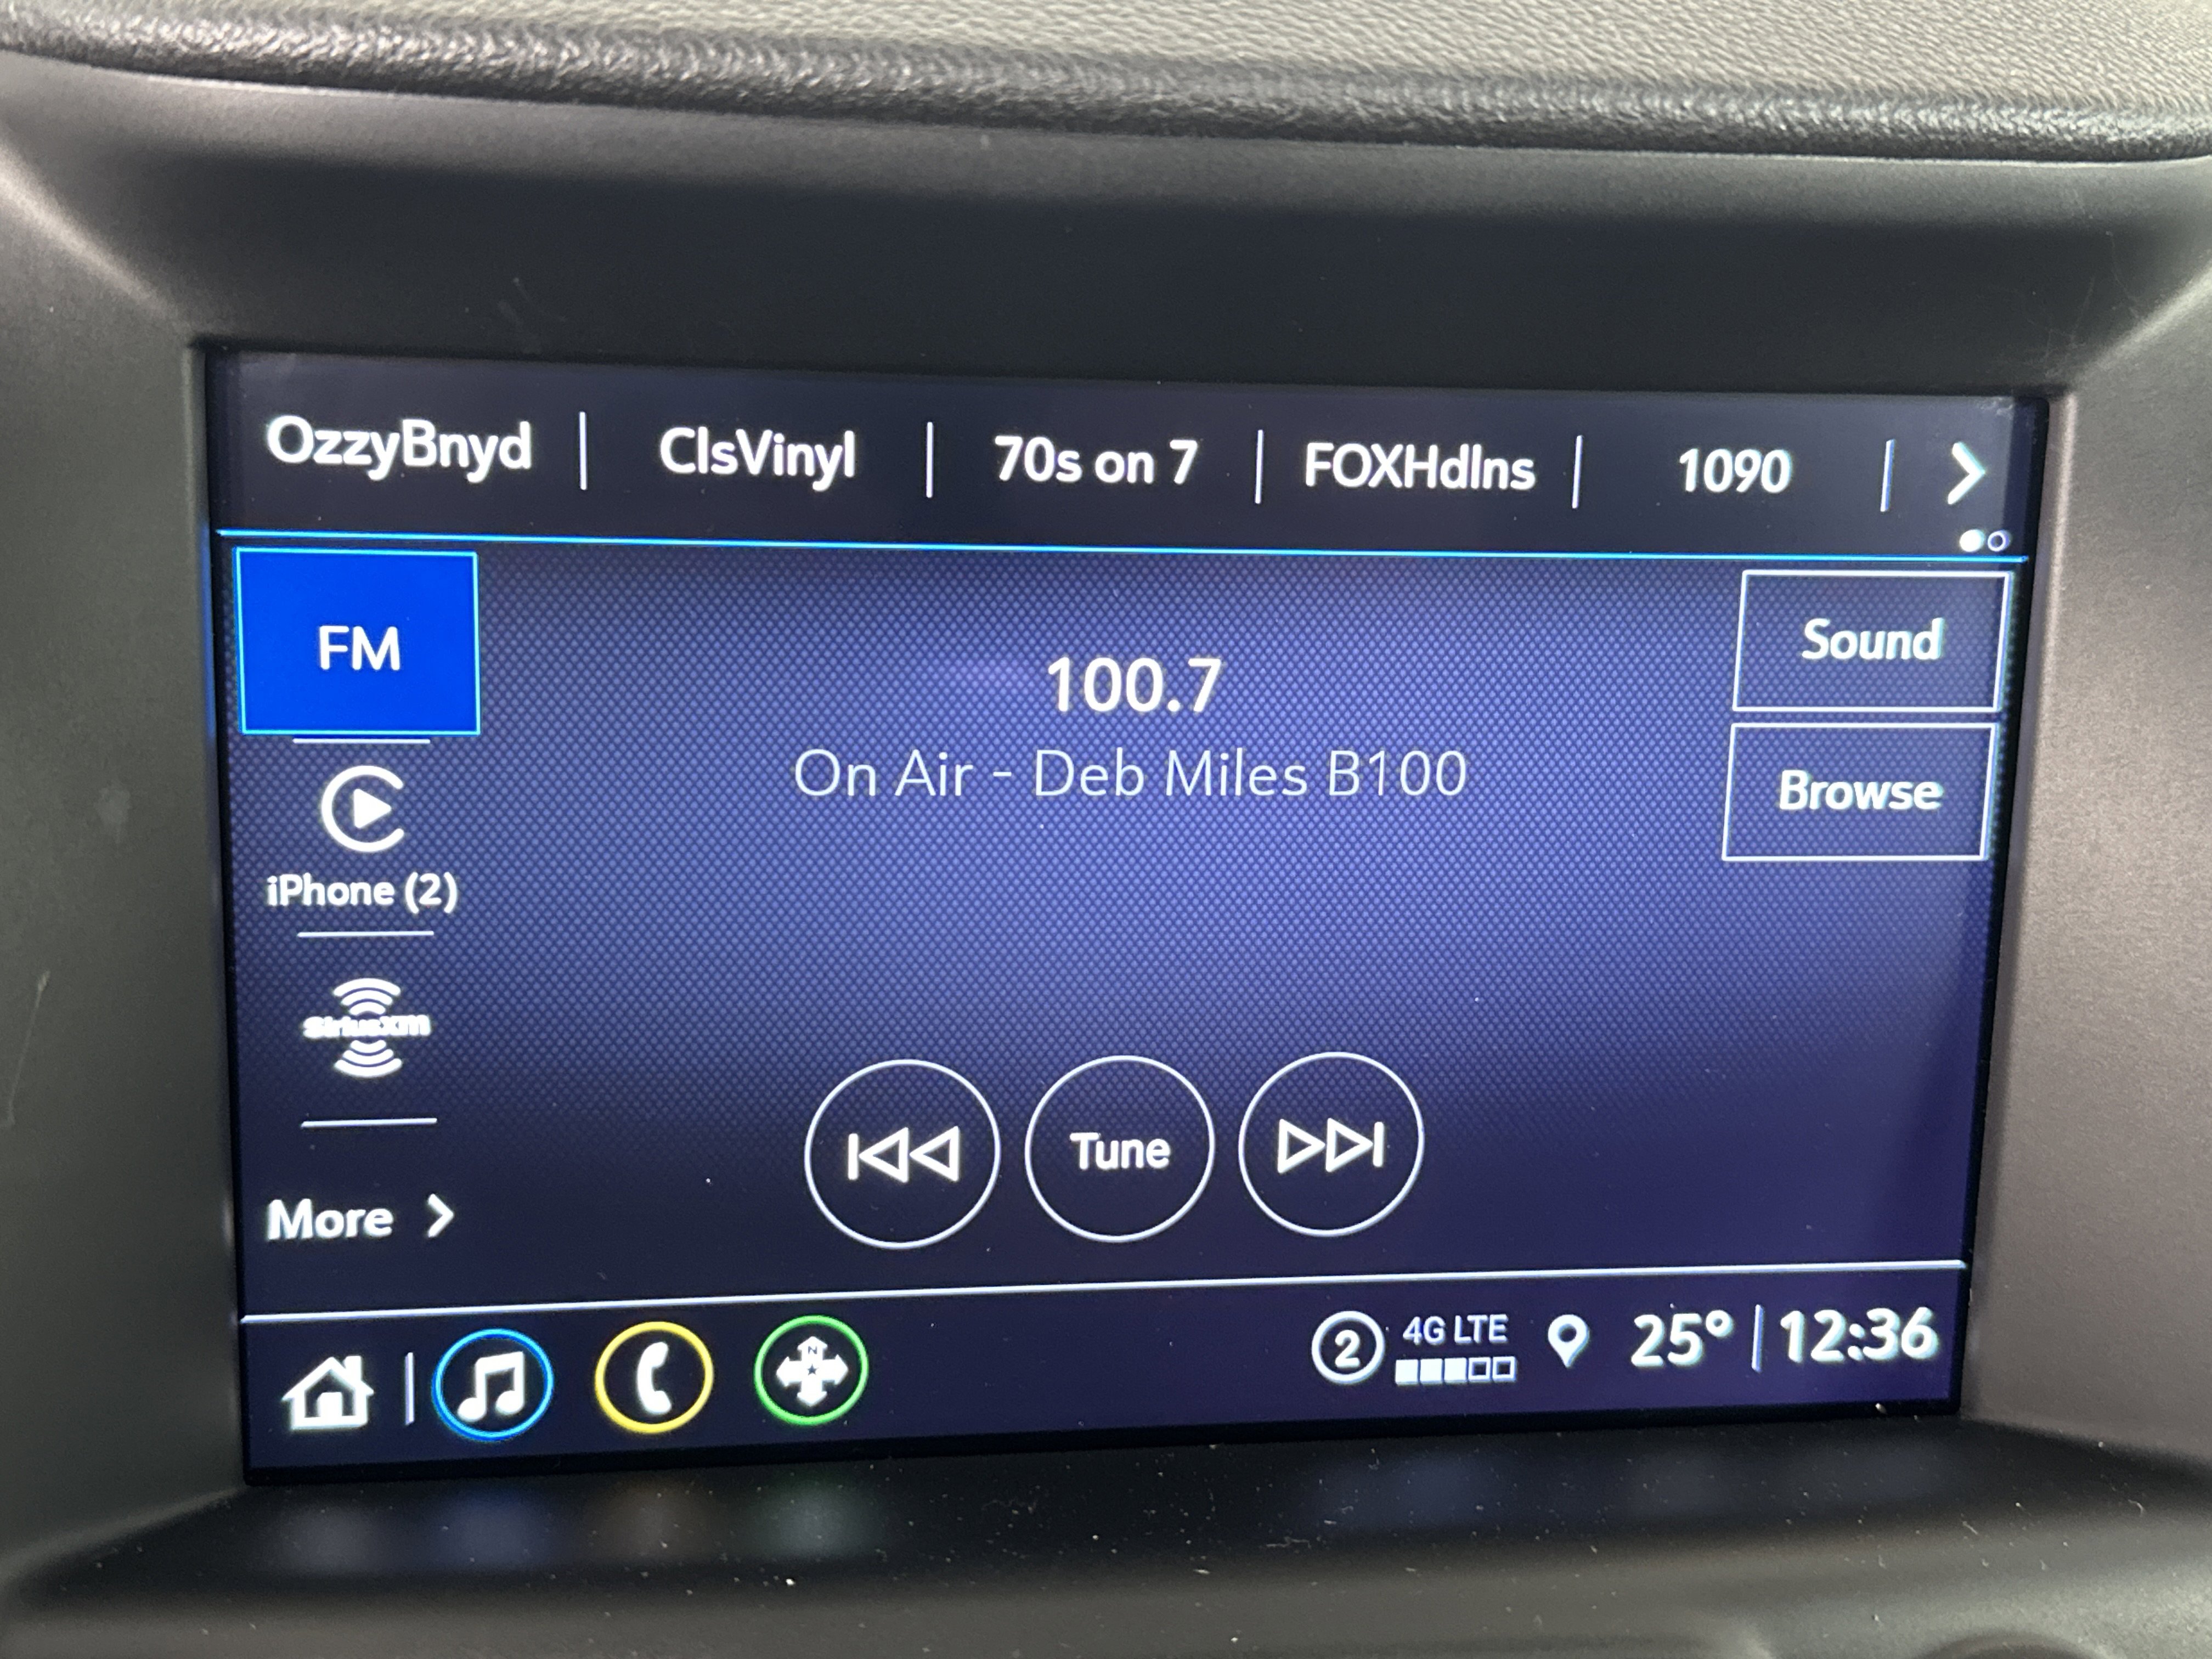 OzzyBnyd | ClsVinyl | 70s on 7 | FOXHdlns | 1090
FM
Sound
100.7
On Air - Deb Miles B100
Browse
iPhone (2)
siriusxm
Tune
More
2 4G LTE 25° | 12:36
N